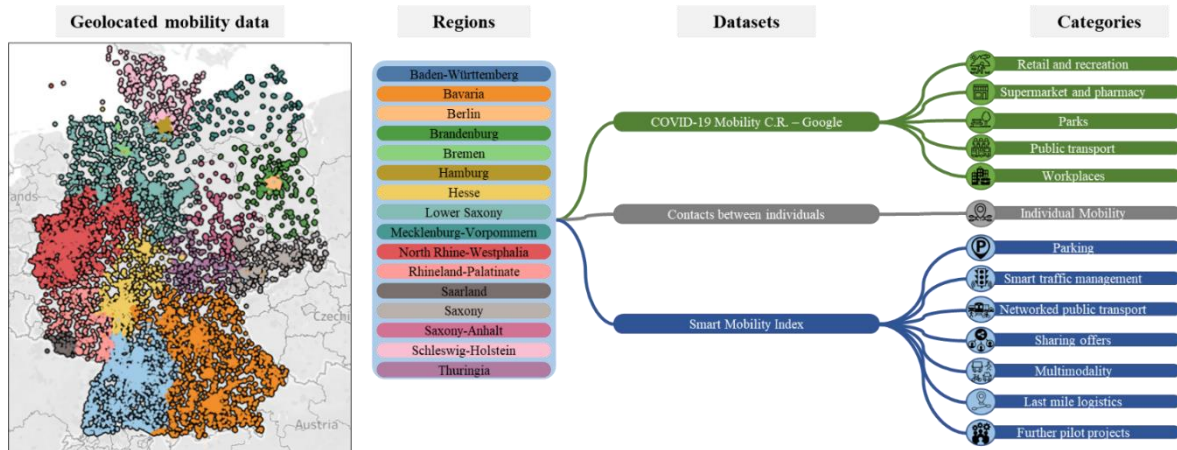 Geolocated mobility data
Regions
Datasets
Categories
lands
Czechi
Austria
Baden-Württemberg
Bavaria
Berlin
Brandenburg
Bremen
Hamburg
Hesse
Lower Saxony
Mecklenburg-Vorpommern
North Rhine-Westphalia
Rhineland-Palatinate
Saarland
Saxony
Saxony-Anhalt
Schleswig-Holstein
Thuringia
COVID-19 Mobility C.R. – Google
Contacts between individuals
Smart Mobility Index
Retail and recreation
Supermarket and pharmacy
Parks
Public transport
Workplaces
Individual Mobility
P
Parking
Smart traffic management
Networked public transport
Sharing offers
Multimodality
Last mile logistics
Further pilot projects